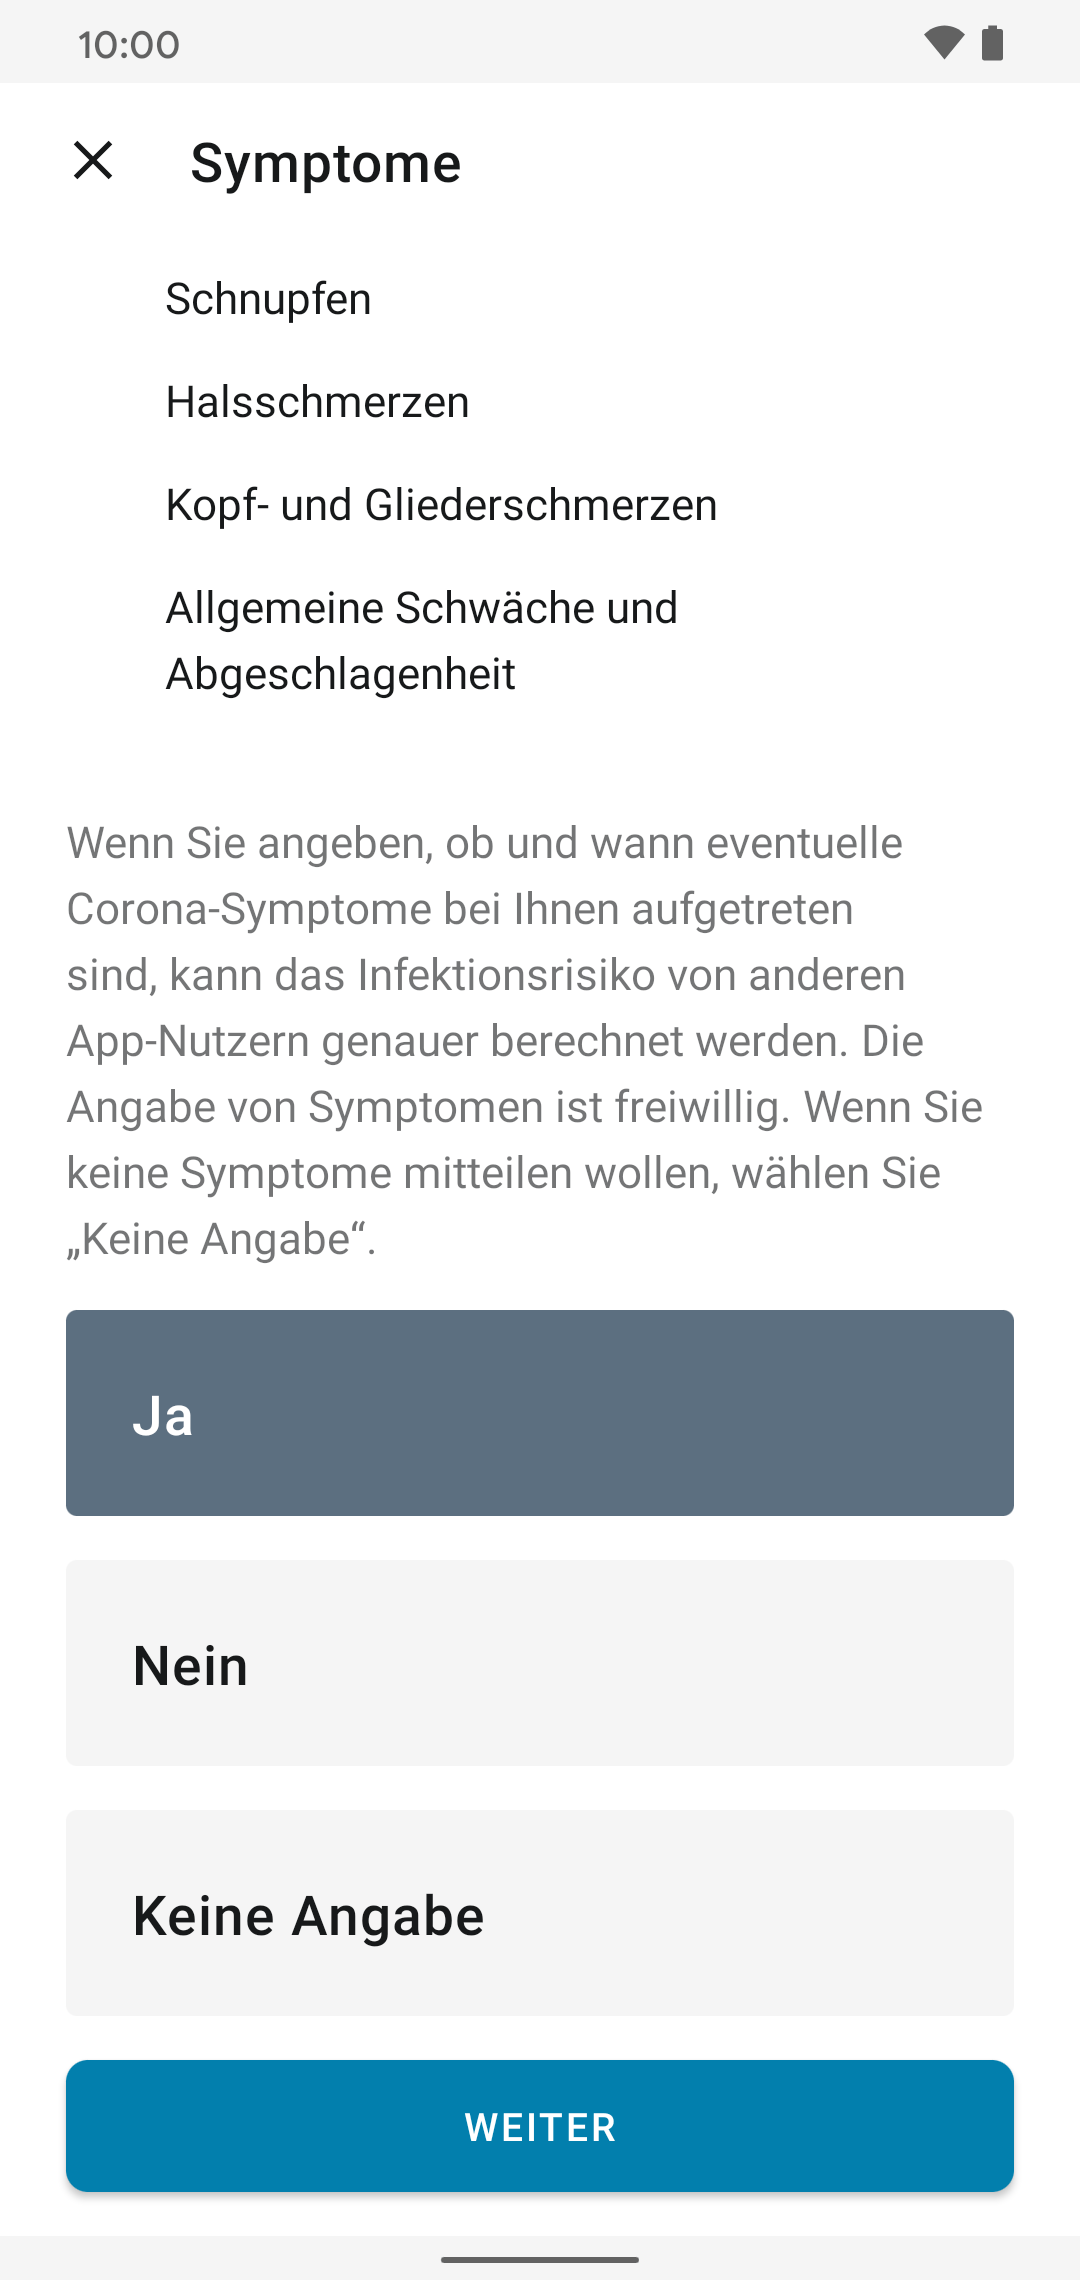 10:00
Symptome
Schnupfen
Halsschmerzen
Kopf- und Gliederschmerzen
Allgemeine Schwäche und
Abgeschlagenheit
Wenn Sie angeben, ob und wann eventuelle
Corona-Symptome bei Ihnen aufgetreten
sind, kann das Infektionsrisiko von anderen
App-Nutzern genauer berechnet werden. Die
Angabe von Symptomen ist freiwillig. Wenn Sie
keine Symptome mitteilen wollen, wählen Sie
„Keine Angabe“.
Ja
Nein
Keine Angabe
WEITER